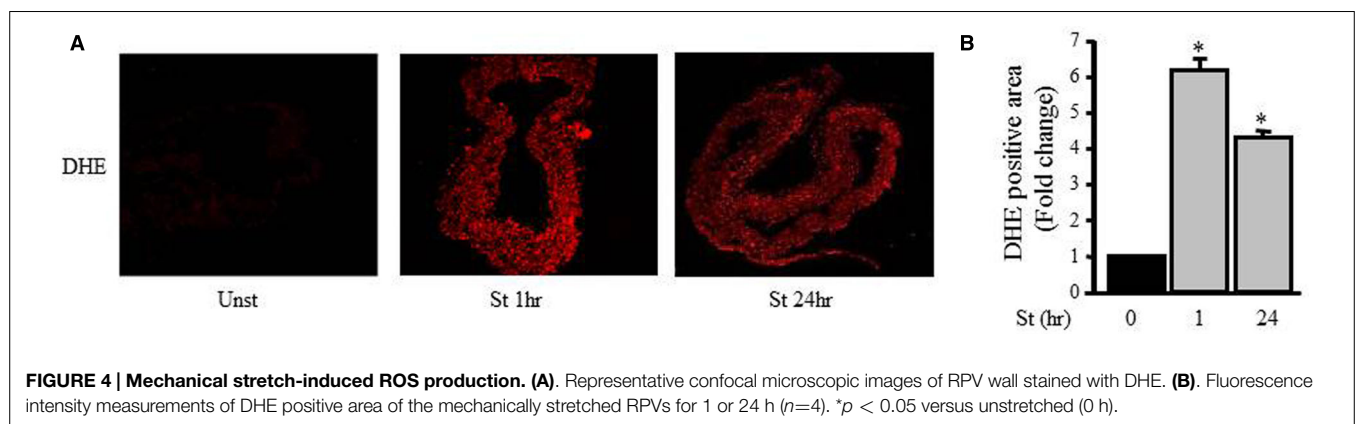 A
DHE
Unst
St 1hr
St 24hr
B
DHE positive area
(Fold change)
7
6
5
4
3
2
1
0
*
*
St (hr) 0 1 24
FIGURE 4 | Mechanical stretch-induced ROS production. (A). Representative confocal microscopic images of RPV wall stained with DHE. (B). Fluorescence
intensity measurements of DHE positive area of the mechanically stretched RPVs for 1 or 24 h (n=4). *p < 0.05 versus unstretched (0 h).